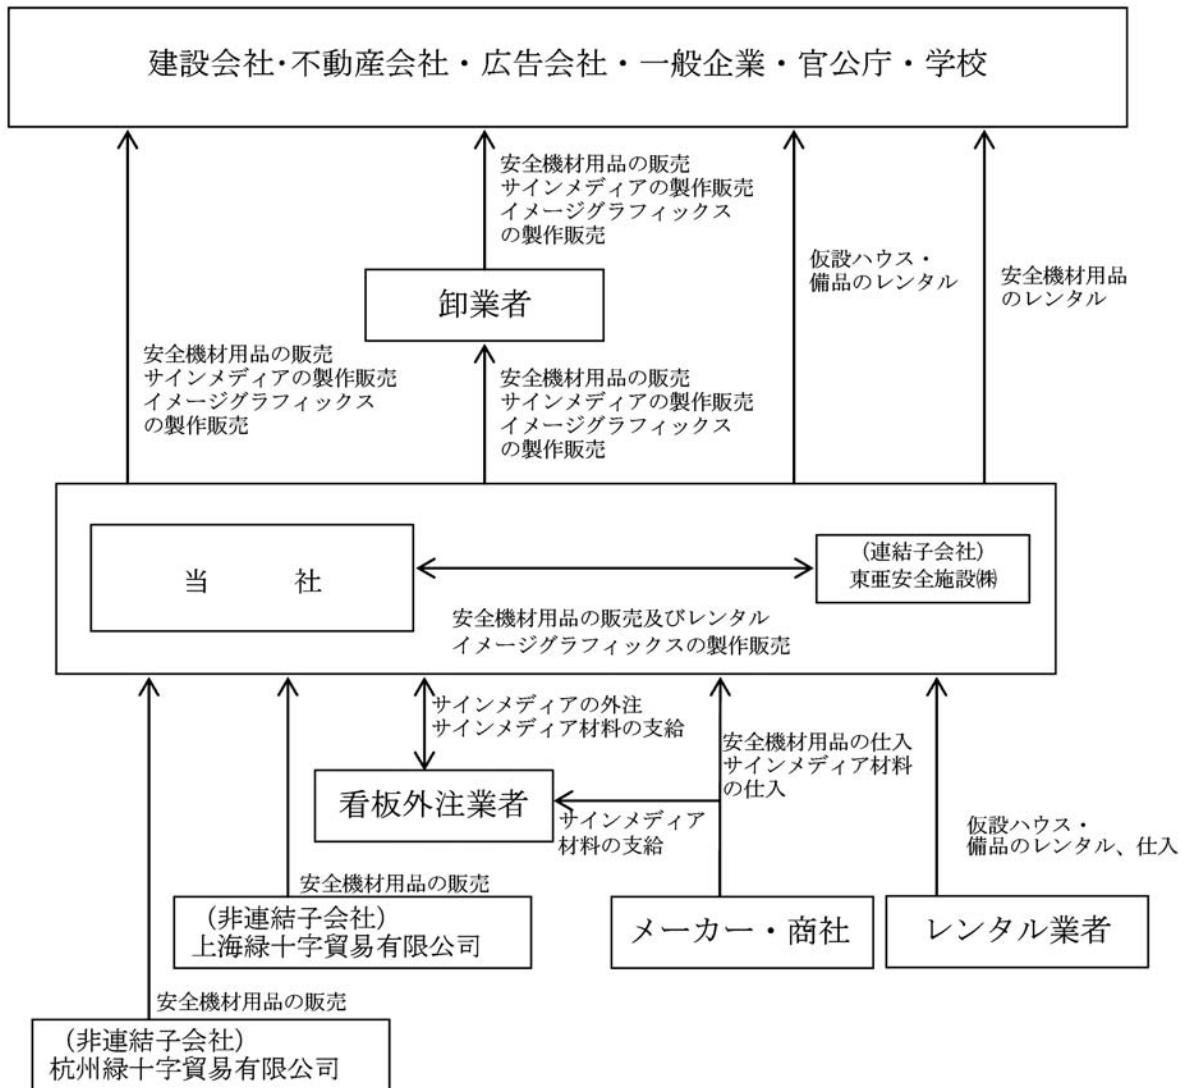 建設会社･不動産会社・広告会社・一般企業・官公庁・学校
安全機材用品の販売
サインメディアの製作販売
イメージグラフィックス
の製作販売
仮設ハウス・
備品のレンタル
安全機材用品
のレンタル
卸業者
安全機材用品の販売
サインメディアの製作販売
イメージグラフィックス
の製作販売
安全機材用品の販売
サインメディアの製作販売
イメージグラフィックス
の製作販売
当　　　社
（連結子会社）
東亜安全施設㈱
安全機材用品の販売及びレンタル
イメージグラフィックスの製作販売
サインメディアの外注
サインメディア材料の支給
安全機材用品の仕入
サインメディア材料
の仕入
看板外注業者
サインメディア
材料の支給
仮設ハウス・
備品のレンタル、仕入
安全機材用品の販売
（非連結子会社）
上海緑十字貿易有限公司
メーカー・商社
レンタル業者
安全機材用品の販売
（非連結子会社）
杭州緑十字貿易有限公司